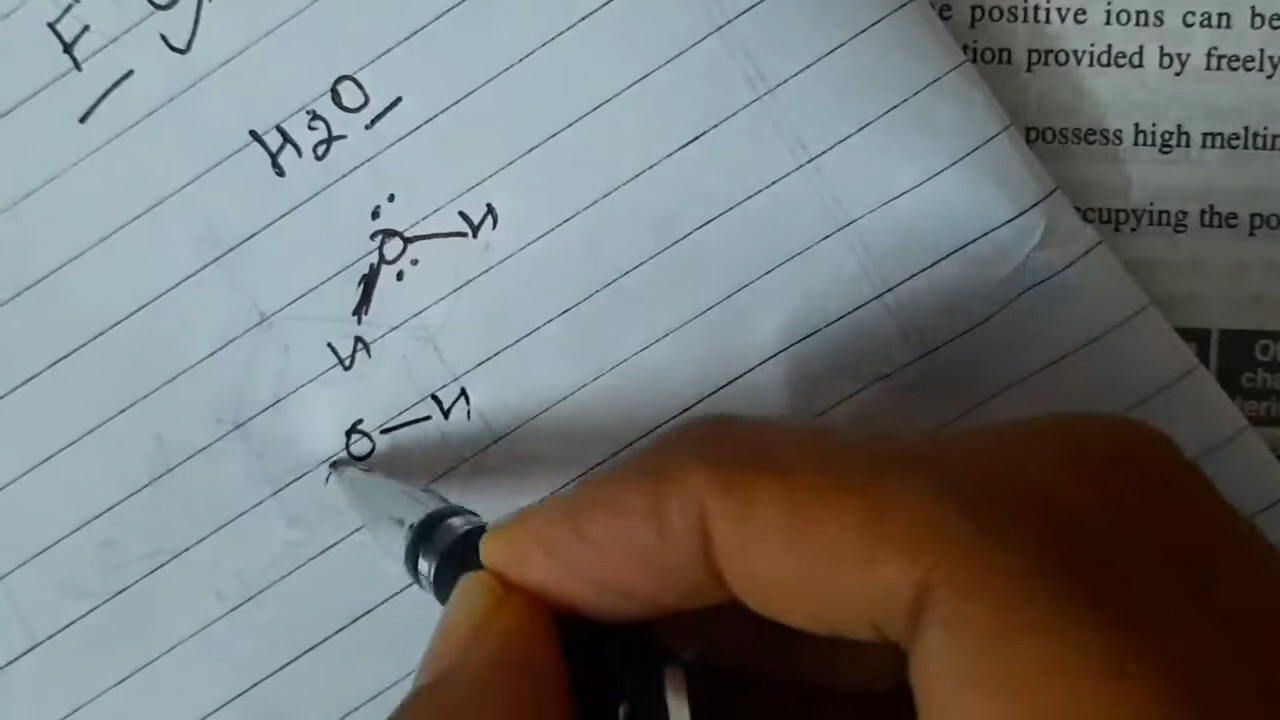 F
H2O
O-H
H
O-H
e positive ions can be
tion provided by freely
possess high meltin
ccupying the po